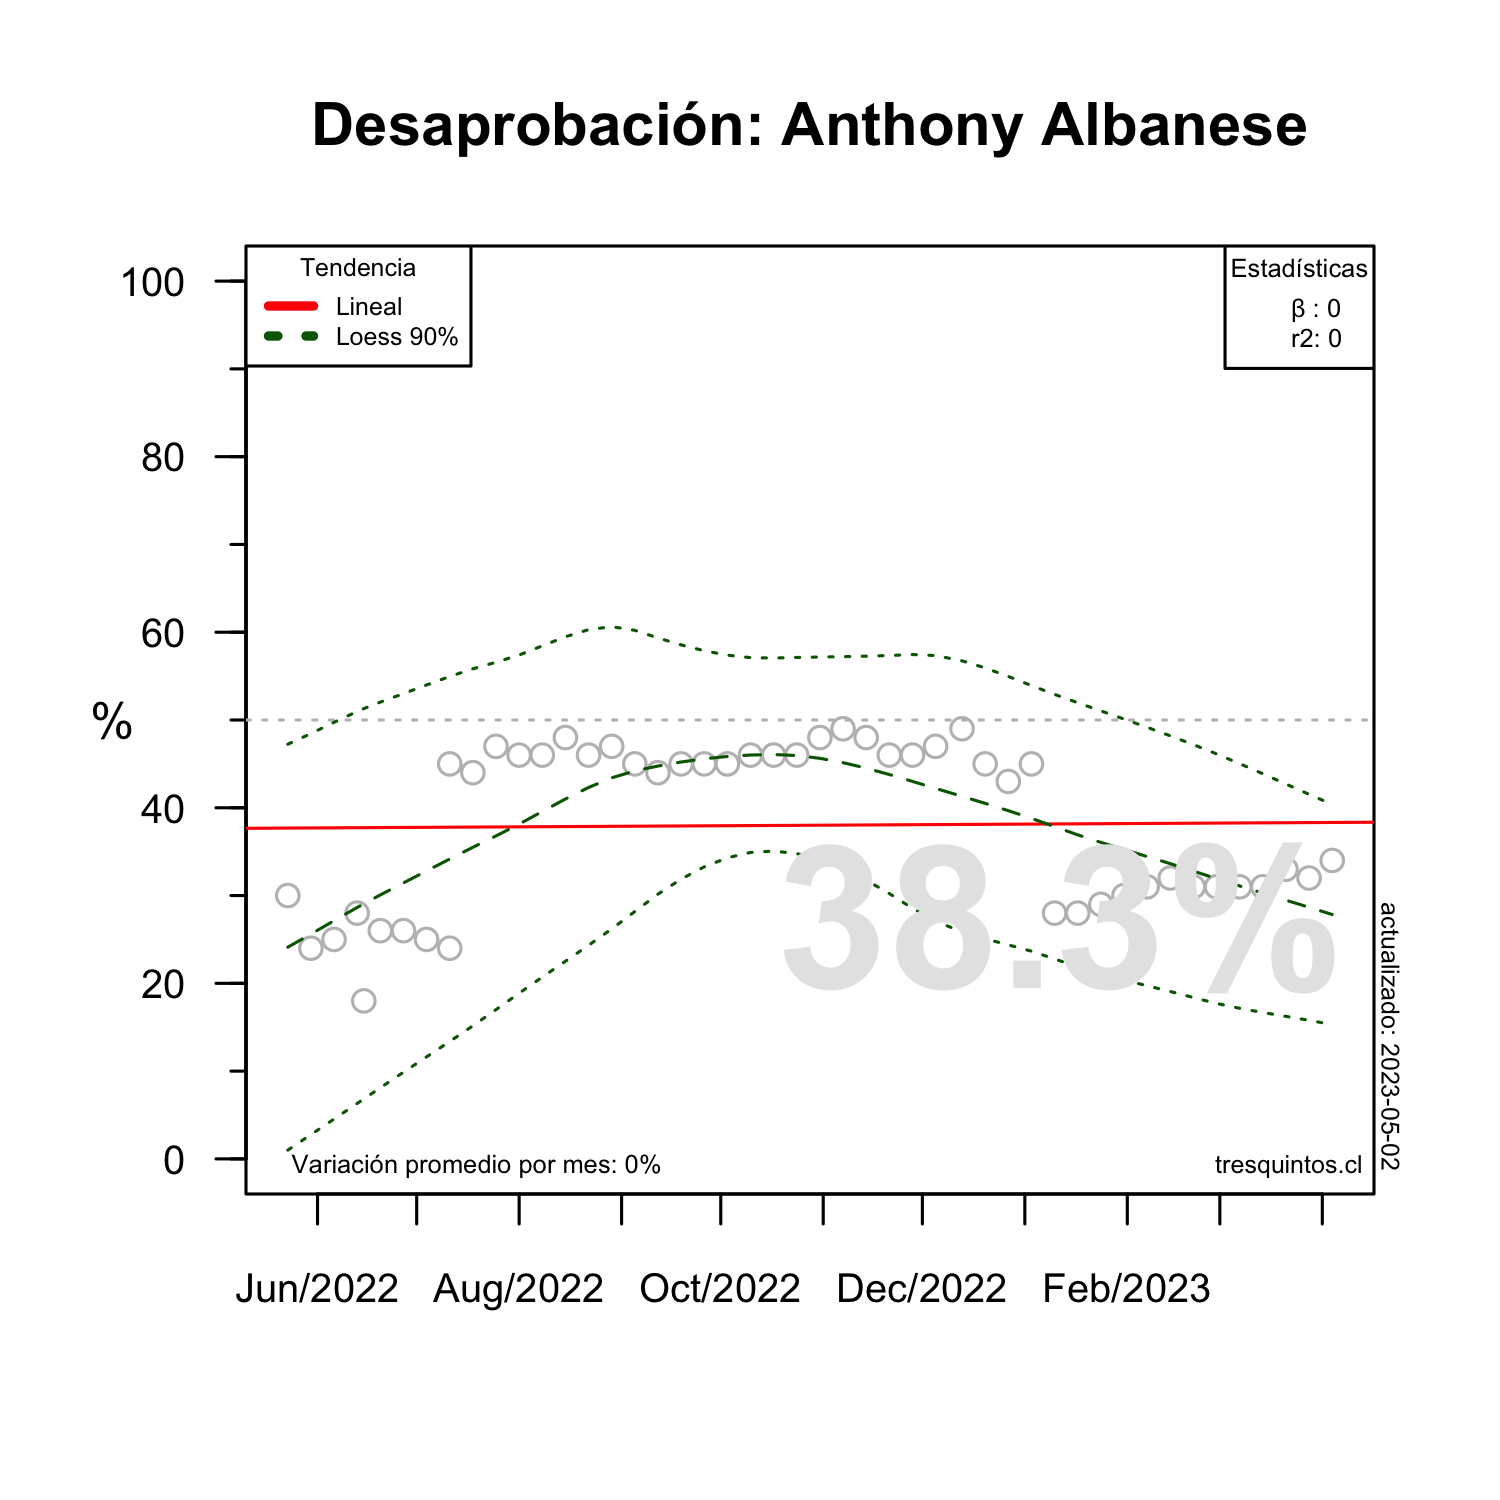 Desaprobación: Anthony Albanese
Tendencia
Lineal
Loess 90%
Estadísticas
β : 0
r2: 0
100
80
60
%
40
20
0
38.3%
actualizado: 2023-05-02
Variación promedio por mes: 0%
tresquintos.cl
Jun/2022
Aug/2022
Oct/2022
Dec/2022
Feb/2023